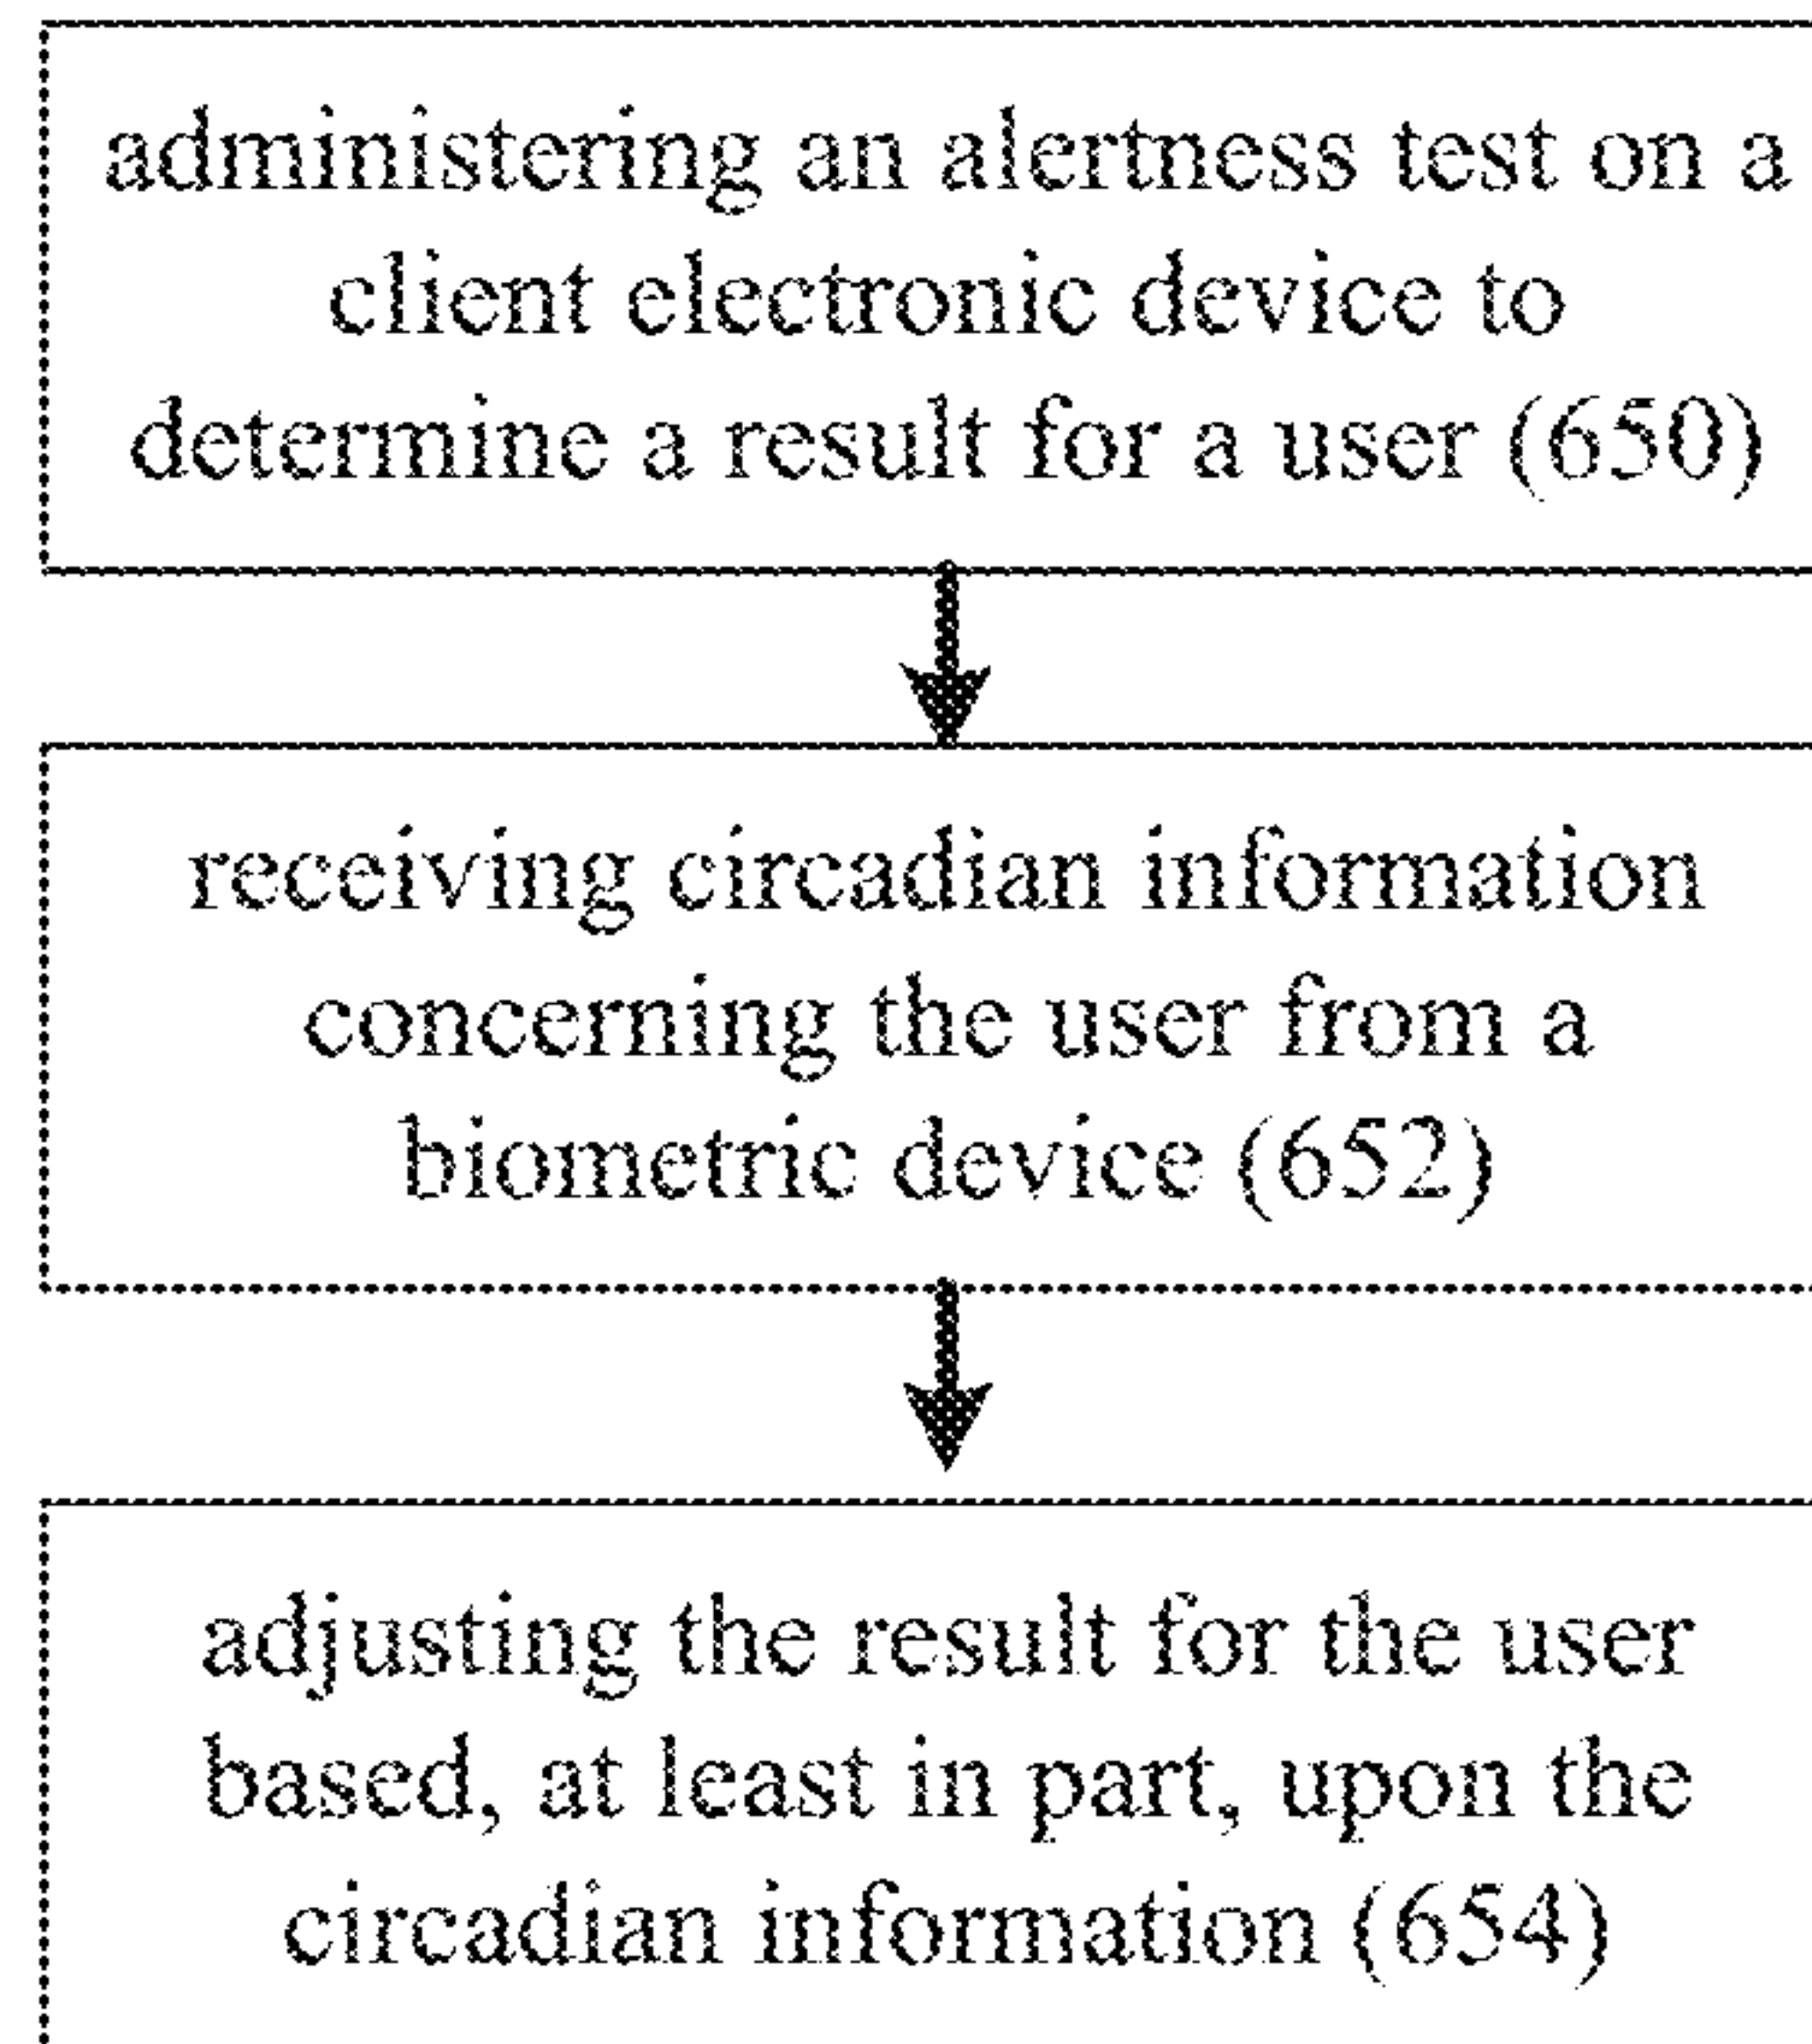 administering an alertness test on a
client electronic device to
determine a result for a user (650)
receiving circadian information
concerning the user from a
biometric device (652)
adjusting the result for the user
based, at least in part, upon the
circadian information (654)